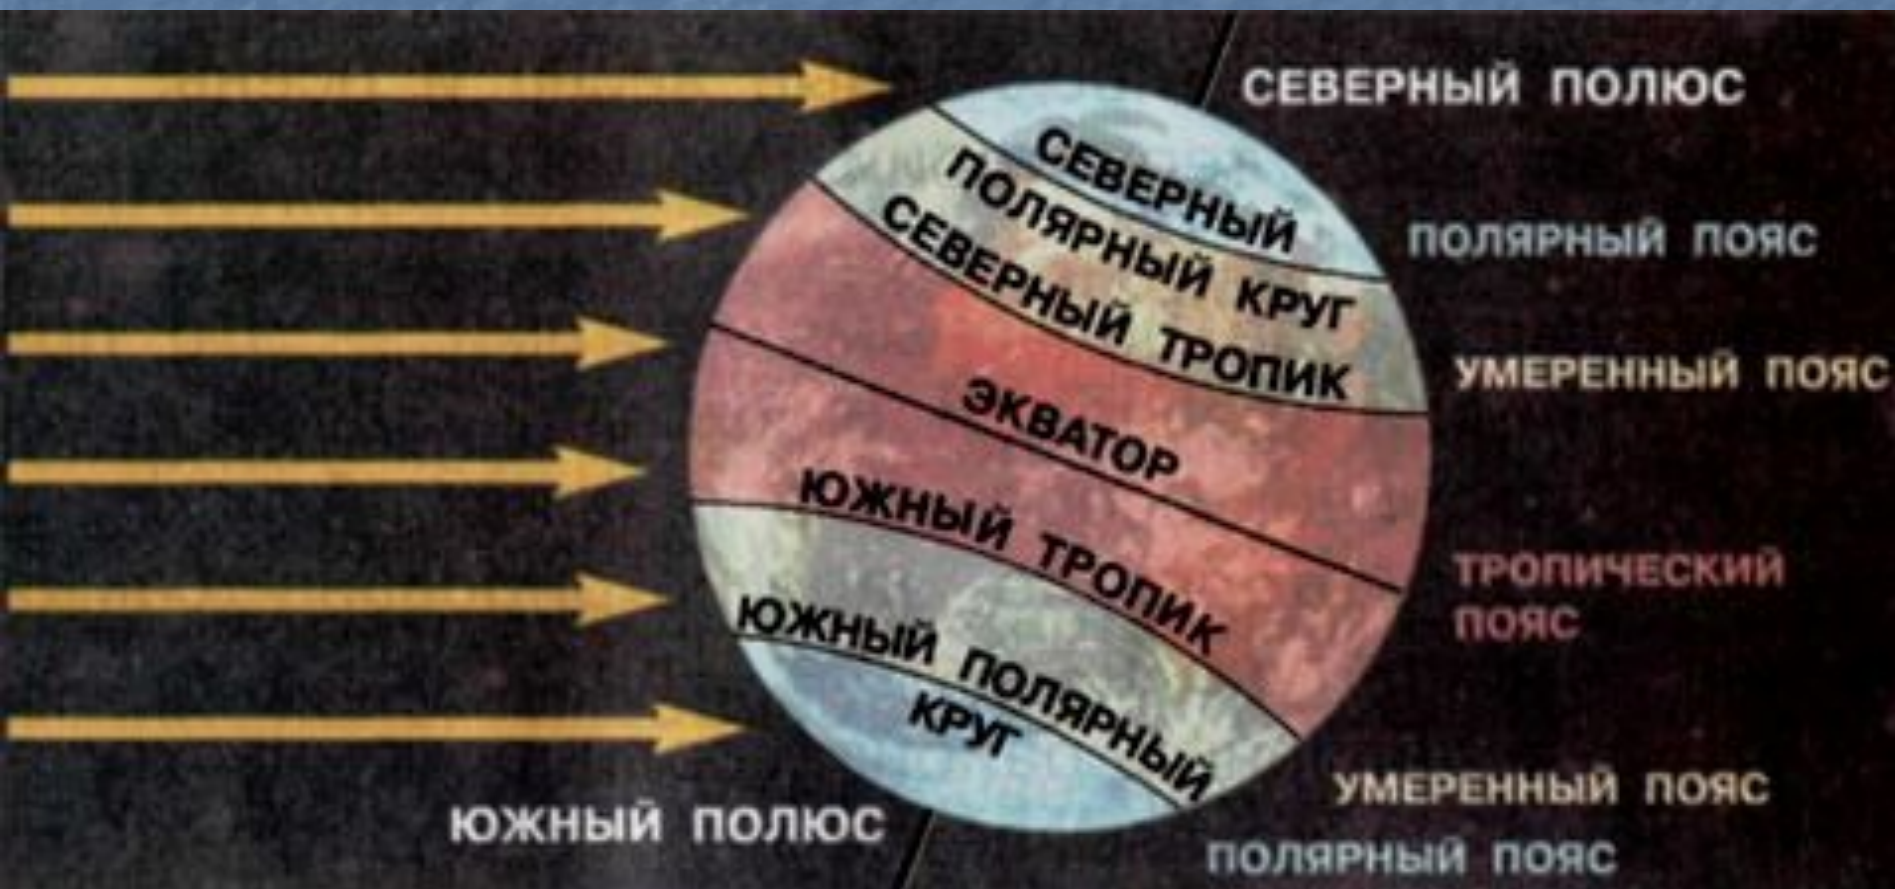 СЕВЕРНЫЙ ПОЛЮС
СЕВЕРНЫЙ
ПОЛЯРНЫЙ КРУГ
ПОЛЯРНЫЙ ПОЯС
СЕВЕРНЫЙ ТРОПИК
УМЕРЕННЫЙ ПОЯС
ЭКВАТОР
ЮЖНЫЙ ТРОПИК
ТРОПИЧЕСКИЙ
ПОЯС
ЮЖНЫЙ ПОЛЯРНЫЙ
КРУГ
УМЕРЕННЫЙ ПОЯС
ЮЖНЫЙ ПОЛЮС
ПОЛЯРНЫЙ ПОЯС